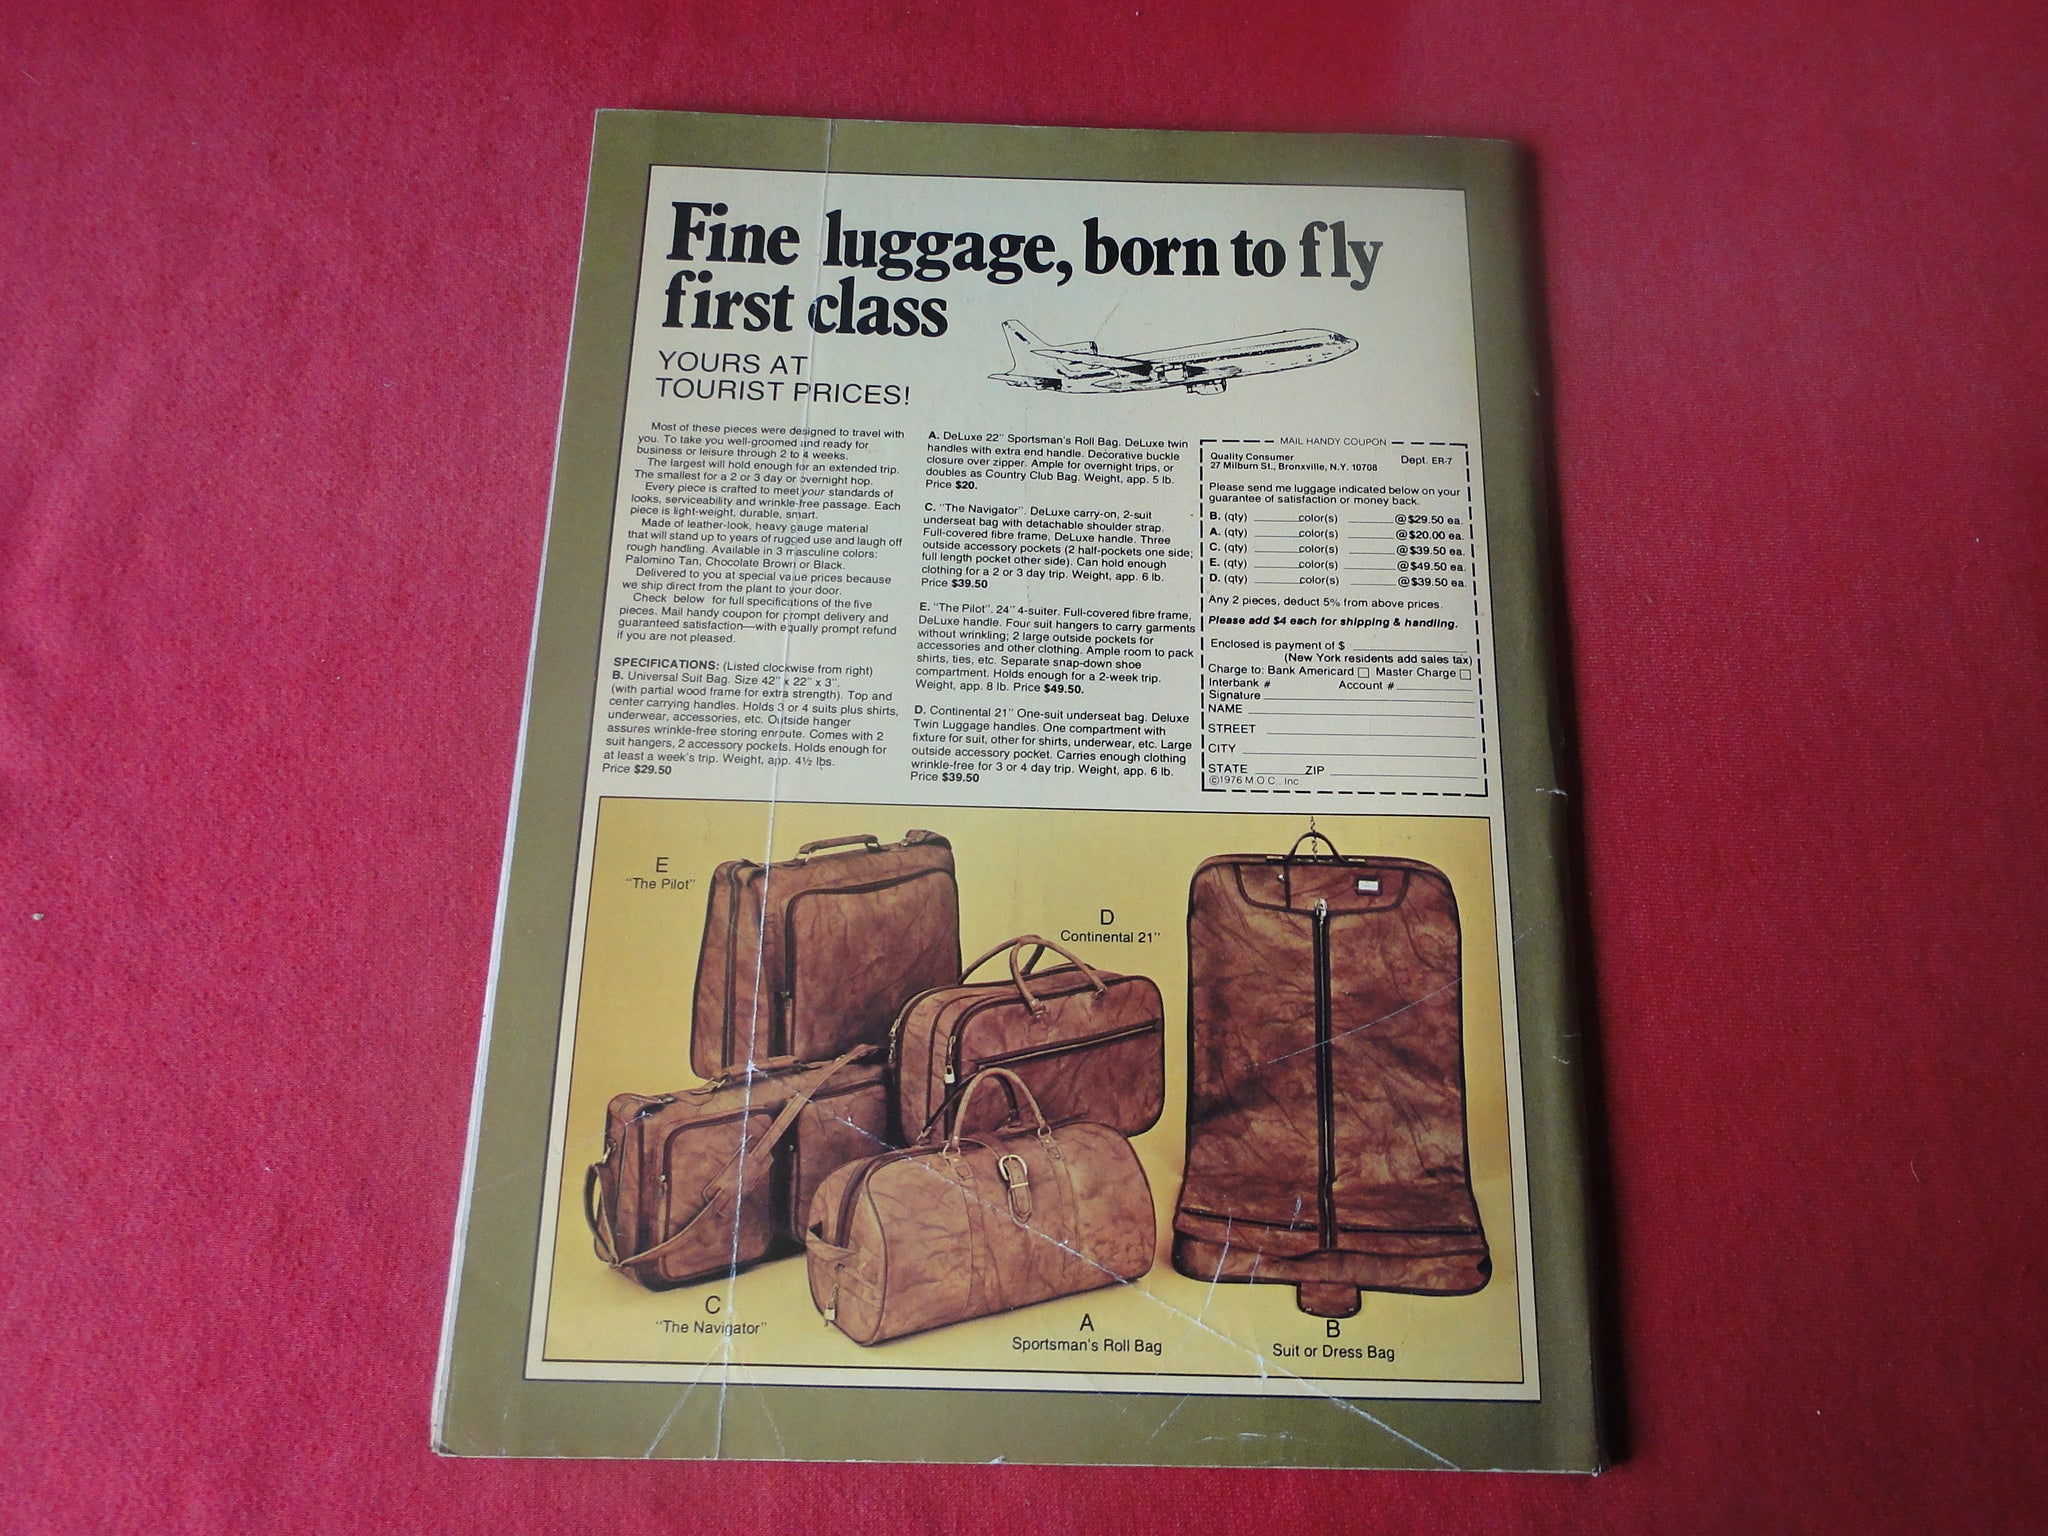 Fine luggage, born to fly
first class
YOURS AT
TOURIST PRICES!
Most of these pieces were designed to travel with
you. To take you well-groomed and ready for
business or leisure through 2 to 4 weeks.
The largest will hold enough for an extended trip.
The smallest for a 2 or 3 day or overnight hop.
Every piece is crafted to meet your standards of
looks, serviceability and wrinkle-free passage. Each
piece is light-weight, durable, smart.
Made of leather-look, heavy gauge material
that will stand up to years of rugged use and laugh off
rough handling. Available in 3 masculine colors:
Palomino Tan, Chocolate Brown or Black.
Delivered to you at special value prices because
we ship direct from the plant to your door.
Check below for full specifications of the five
pieces. Mail handy coupon for prompt delivery and
guaranteed satisfaction—with equally prompt refund
if you are not pleased.
SPECIFICATIONS: (Listed clockwise from right)
B. Universal Suit Bag. Size 42" x 22" x 3".
(with partial wood frame for extra strength). Top and
center carrying handles. Holds 3 or 4 suits plus shirts,
underwear, accessories, etc. Outside hanger
assures wrinkle-free storing enroute. Comes with 2
suit hangers, 2 accessory pockets. Holds enough for
at least a week's trip. Weight, app. 4½ lbs.
Price $29.50
A. DeLuxe 22" Sportsman's Roll Bag. DeLuxe twin
handles with extra end handle. Decorative buckle
closure over zipper. Ample for overnight trips, or
doubles as Country Club Bag. Weight, app. 5 lb.
Price $20.
C. "The Navigator". DeLuxe carry-on, 2-suit
underseat bag with detachable shoulder strap.
Full-covered fibre frame, DeLuxe handle. Three
outside accessory pockets (2 half-pockets one side;
full length pocket other side). Can hold enough
clothing for a 2 or 3 day trip. Weight, app. 6 lb.
Price $39.50
E. "The Pilot". 24" 4-suiter. Full-covered fibre frame,
DeLuxe handle. Four suit hangers to carry garments
without wrinkling; 2 large outside pockets for
accessories and other clothing. Ample room to pack
shirts, ties, etc. Separate snap-down shoe
compartment. Holds enough for a 2-week trip.
Weight, app. 8 lb. Price $49.50.
D. Continental 21" One-suit underseat bag. Deluxe
Twin Luggage handles. One compartment with
fixture for suit, other for shirts, underwear, etc. Large
outside accessory pocket. Carries enough clothing
wrinkle-free for 3 or 4 day trip. Weight, app. 6 lb.
Price $39.50
MAIL HANDY COUPON
Quality Consumer Dept. ER-7
27 Milburn St., Bronxville, N.Y. 10708
Please send me luggage indicated below on your
guarantee of satisfaction or money back.
B. (qty) ______ color(s) ______ @ $29.50 ea.
A. (qty) ______ color(s) ______ @ $20.00 ea.
C. (qty) ______ color(s) ______ @ $39.50 ea.
E. (qty) ______ color(s) ______ @ $49.50 ea.
D. (qty) ______ color(s) ______ @ $39.50 ea.
Any 2 pieces, deduct 5% from above prices.
Please add $4 each for shipping & handling.
Enclosed is payment of $ ______
(New York residents add sales tax)
Charge to: Bank Americard □ Master Charge □
Interbank # Account # ______
Signature ______
NAME ______
STREET ______
CITY ______
STATE ______ ZIP ______
©1976 M.O.C., Inc.
E
"The Pilot"
D
Continental 21"
C
"The Navigator"
A
Sportsman's Roll Bag
B
Suit or Dress Bag